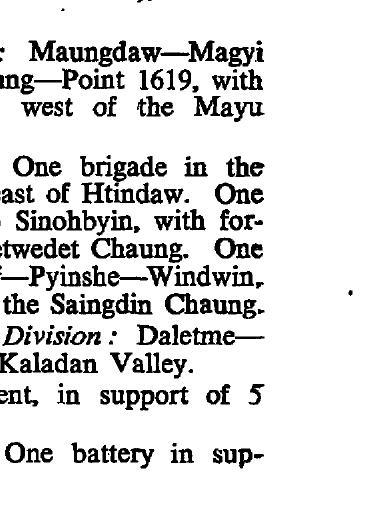 : Maungdaw—Magyi
ung—Point 1619, with
west of the Mayu
One brigade in the
ast of Htindaw. One
Sinohbyin, with for-
etwedet Chaung. One
—Pyinshe—Windwin,
the Saingdin Chaung.
Division: Daletme—
Kaladan Valley.
ent, in support of 5
One battery in sup-